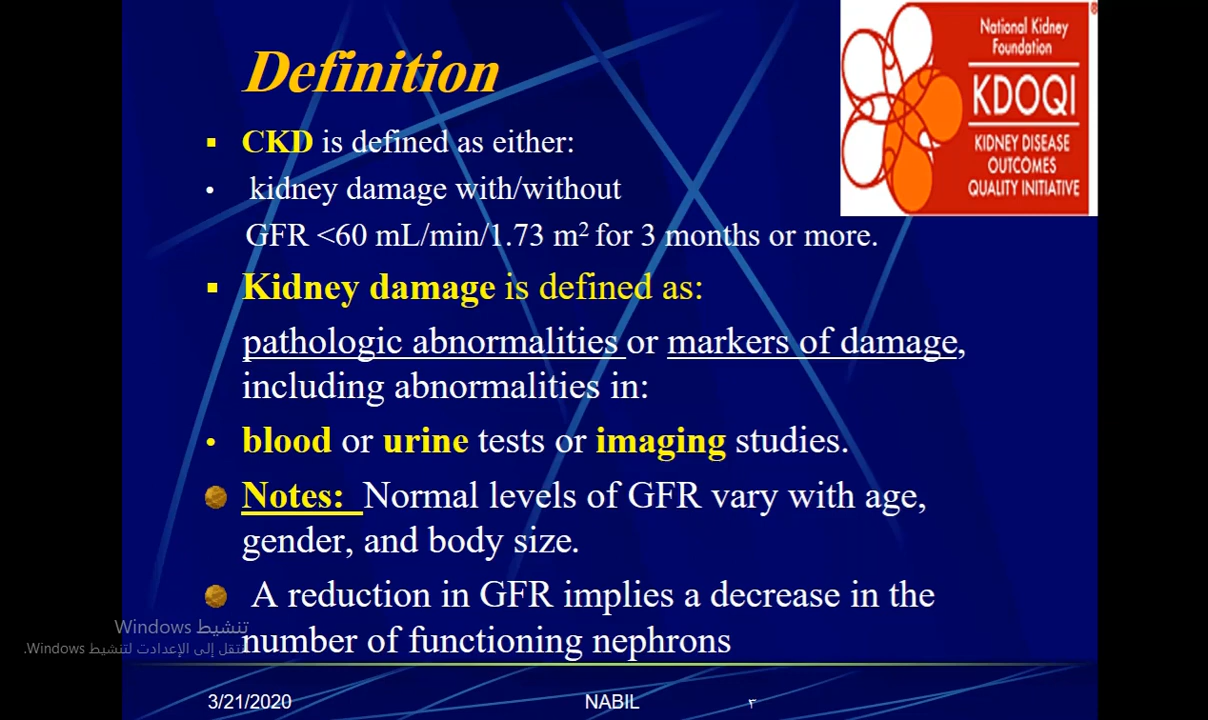 Definition
National Kidney
Foundation
KDOQI
KIDNEY DISEASE
OUTCOMES
QUALITY INITIATIVE
®
▪ CKD is defined as either:
• kidney damage with/without
GFR <60 mL/min/1.73 m² for 3 months or more.
▪ Kidney damage is defined as:
pathologic abnormalities or markers of damage,
including abnormalities in:
• blood or urine tests or imaging studies.
Notes: Normal levels of GFR vary with age,
gender, and body size.
A reduction in GFR implies a decrease in the
number of functioning nephrons
تنشيط Windows
انتقل إلى الإعدادت لتنشيط Windows.
3/21/2020
NABIL
٣